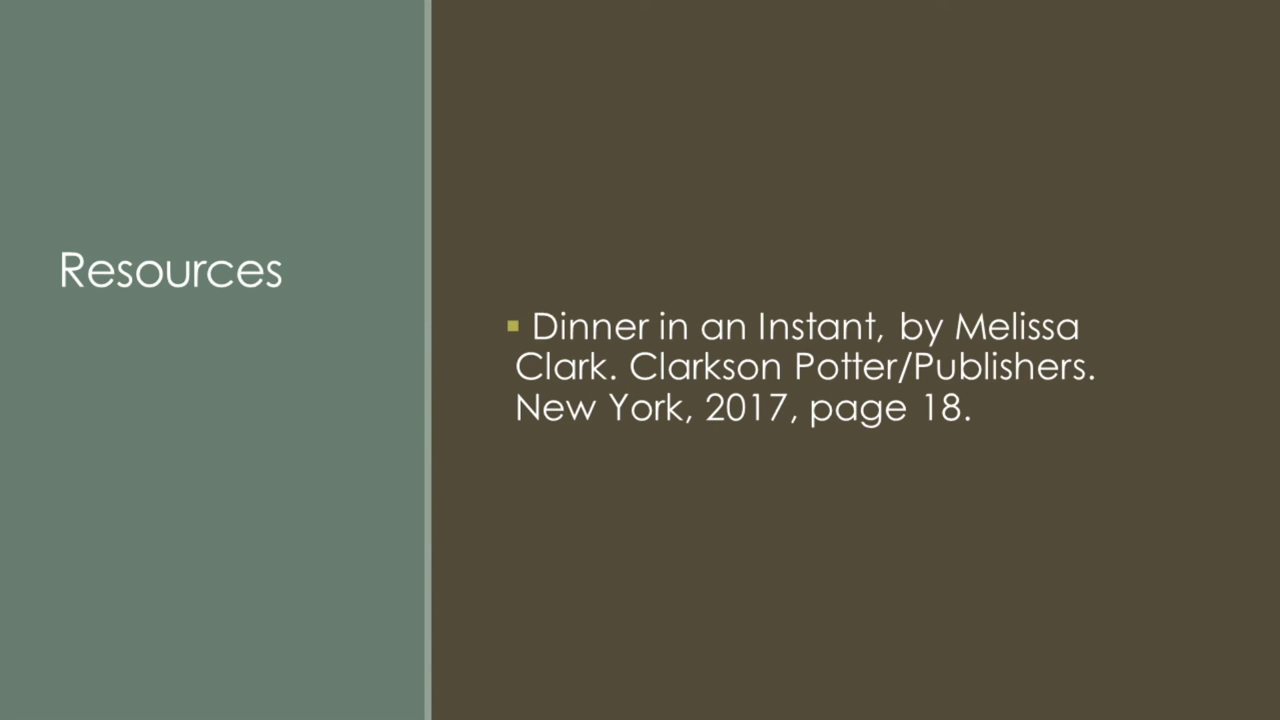 Resources
Dinner in an Instant, by Melissa
Clark. Clarkson Potter/Publishers.
New York, 2017, page 18.